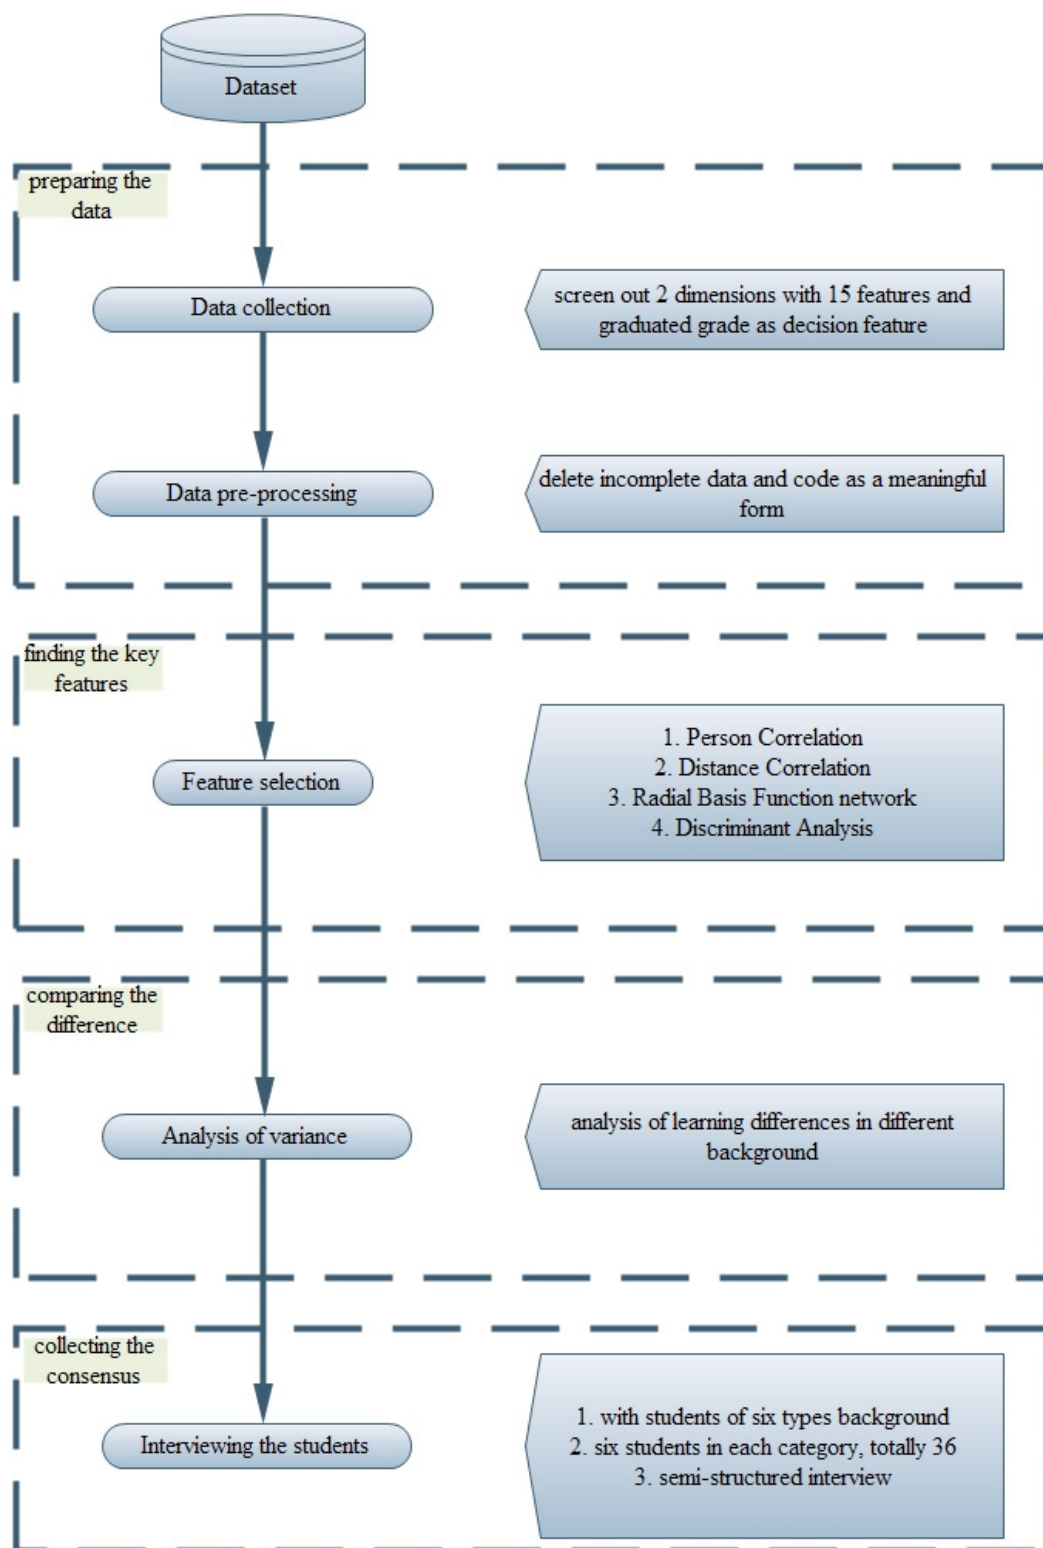 Dataset
preparing the
data
Data collection
screen out 2 dimensions with 15 features and
graduated grade as decision feature
Data pre-processing
delete incomplete data and code as a meaningful
form
finding the key
features
Feature selection
1. Person Correlation
2. Distance Correlation
3. Radial Basis Function network
4. Discriminant Analysis
comparing the
difference
Analysis of variance
analysis of learning differences in different
background
collecting the
consensus
Interviewing the students
1. with students of six types background
2. six students in each category, totally 36
3. semi-structured interview